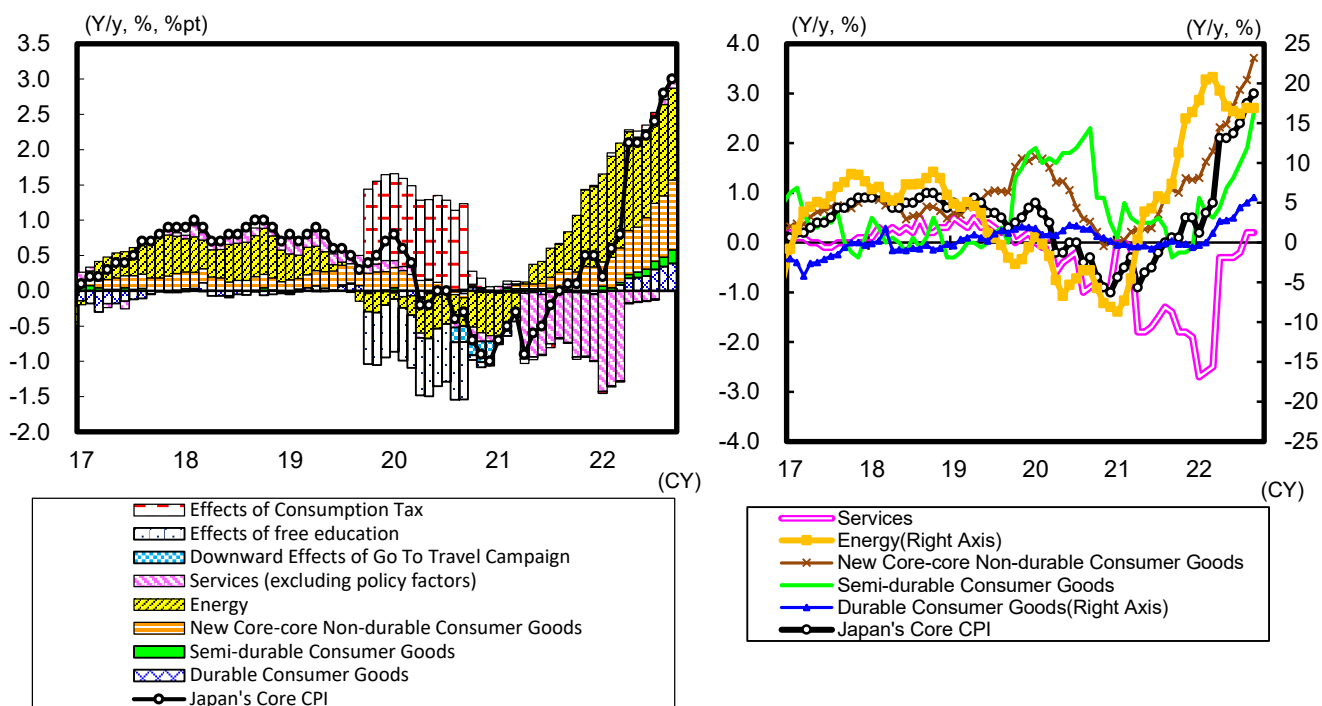 (Y/y, %, %pt)
3.5
3.0
2.5
2.0
1.5
1.0
0.5
0.0
-0.5
-1.0
-1.5
-2.0
17 18 19 20 21 22
(CY)
Effects of Consumption Tax
Effects of free education
Downward Effects of Go To Travel Campaign
Services (excluding policy factors)
Energy
New Core-core Non-durable Consumer Goods
Semi-durable Consumer Goods
Durable Consumer Goods
Japan's Core CPI
(Y/y, %)
(Y/y, %)
4.0
3.0
2.0
1.0
0.0
-1.0
-2.0
-3.0
-4.0
25
20
15
10
5
0
-5
-10
-15
-20
-25
17 18 19 20 21 22
(CY)
Services
Energy(Right Axis)
New Core-core Non-durable Consumer Goods
Semi-durable Consumer Goods
Durable Consumer Goods(Right Axis)
Japan's Core CPI